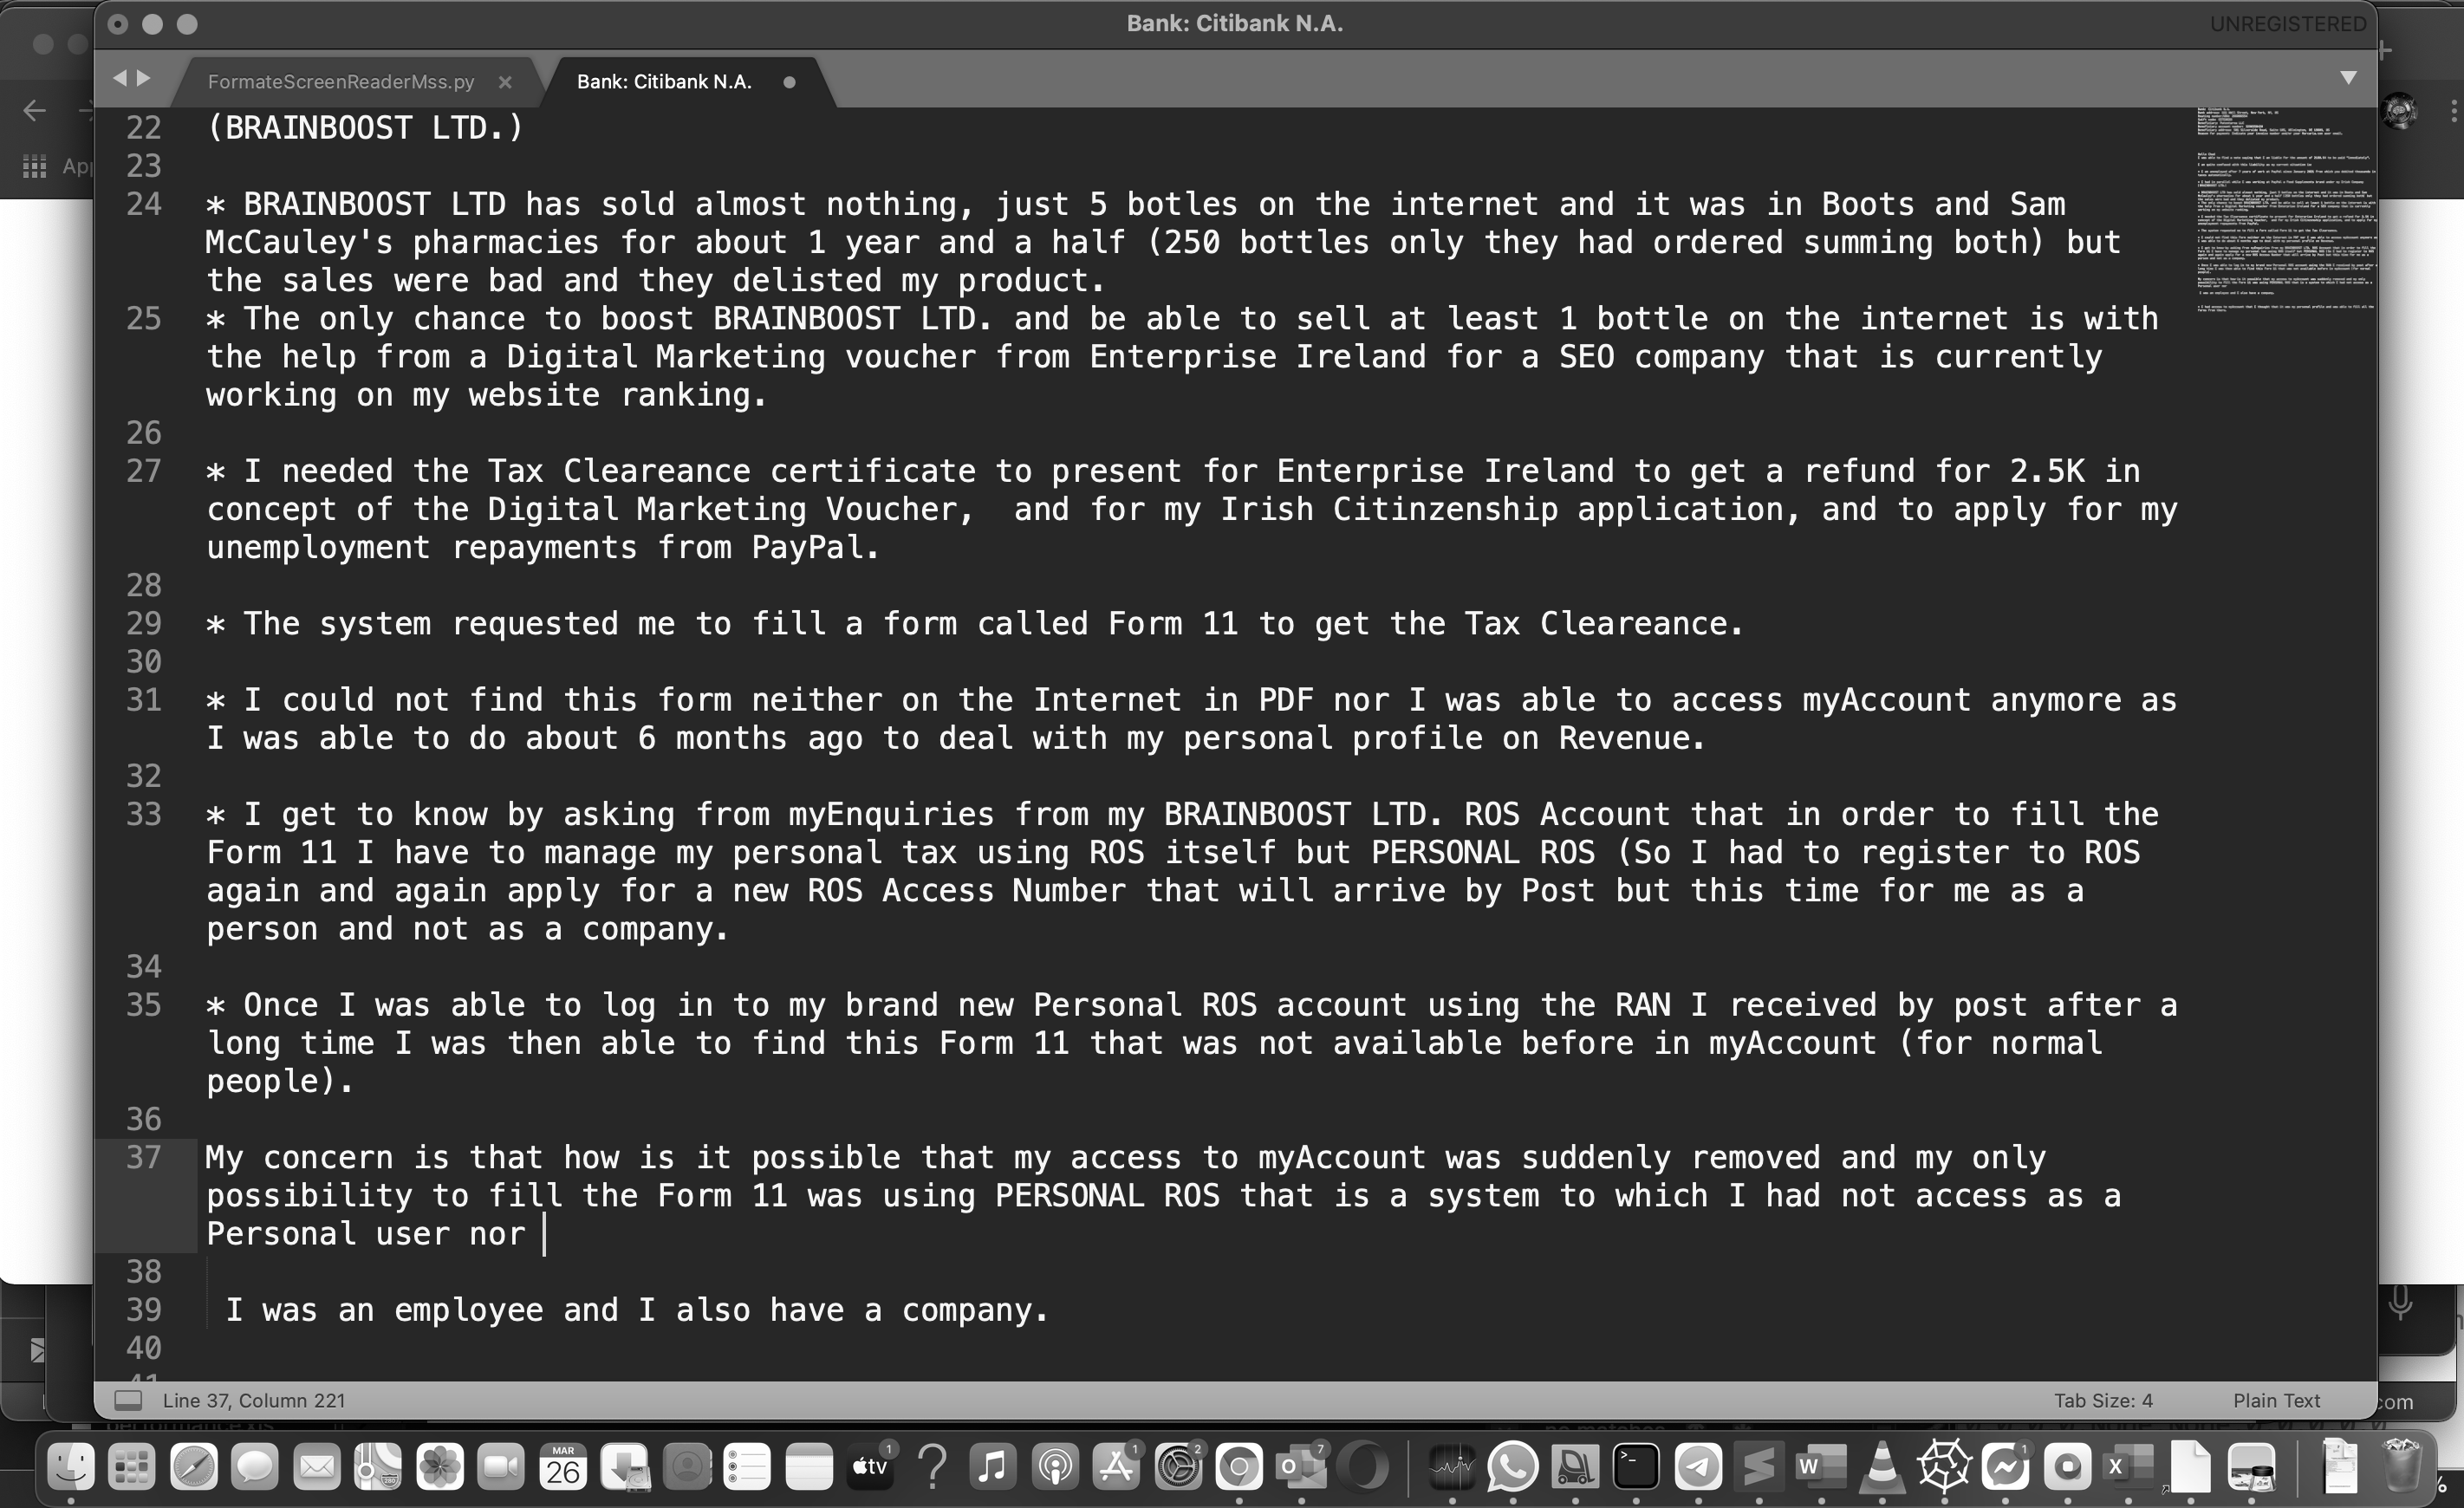 Bank: Citibank N.A.
UNREGISTERED
FormateScreenReaderMss.py
Bank: Citibank N.A.
22 (BRAINBOOST LTD.)
23
24 * BRAINBOOST LTD has sold almost nothing, just 5 botles on the internet and it was in Boots and Sam
McCauley's pharmacies for about 1 year and a half (250 bottles only they had ordered summing both) but
the sales were bad and they delisted my product.
25 * The only chance to boost BRAINBOOST LTD. and be able to sell at least 1 bottle on the internet is with
the help from a Digital Marketing voucher from Enterprise Ireland for a SEO company that is currently
working on my website ranking.
26
27 * I needed the Tax Cleareance certificate to present for Enterprise Ireland to get a refund for 2.5K in
concept of the Digital Marketing Voucher,  and for my Irish Citinzenship application, and to apply for my
unemployment repayments from PayPal.
28
29 * The system requested me to fill a form called Form 11 to get the Tax Cleareance.
30
31 * I could not find this form neither on the Internet in PDF nor I was able to access myAccount anymore as
I was able to do about 6 months ago to deal with my personal profile on Revenue.
32
33 * I get to know by asking from myEnquiries from my BRAINBOOST LTD. ROS Account that in order to fill the
Form 11 I have to manage my personal tax using ROS itself but PERSONAL ROS (So I had to register to ROS
again and again apply for a new ROS Access Number that will arrive by Post but this time for me as a
person and not as a company.
34
35 * Once I was able to log in to my brand new Personal ROS account using the RAN I received by post after a
long time I was then able to find this Form 11 that was not available before in myAccount (for normal
people).
36
37 My concern is that how is it possible that my access to myAccount was suddenly removed and my only
possibility to fill the Form 11 was using PERSONAL ROS that is a system to which I had not access as a
Personal user nor
38
39 I was an employee and I also have a company.
40
Line 37, Column 221
Tab Size: 4
Plain Text
com
MAR
26
tv
1
1
2
7
1